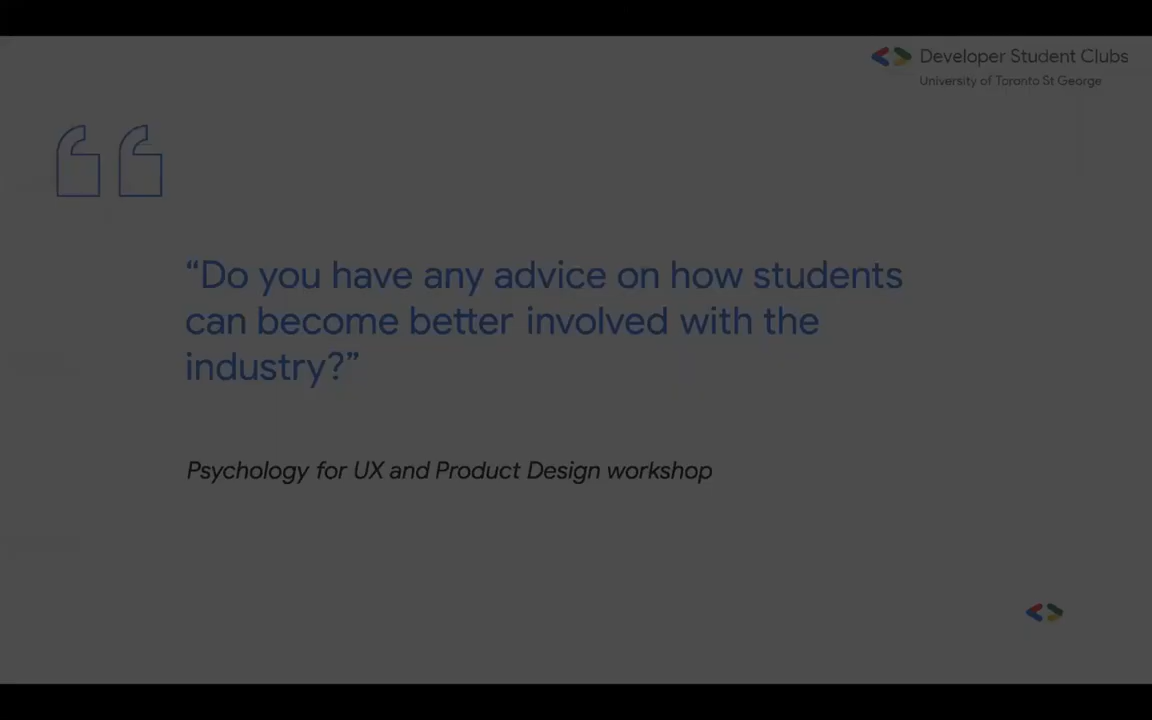 Developer Student Clubs
University of Toronto St George
“Do you have any advice on how students
can become better involved with the
industry?”
Psychology for UX and Product Design workshop